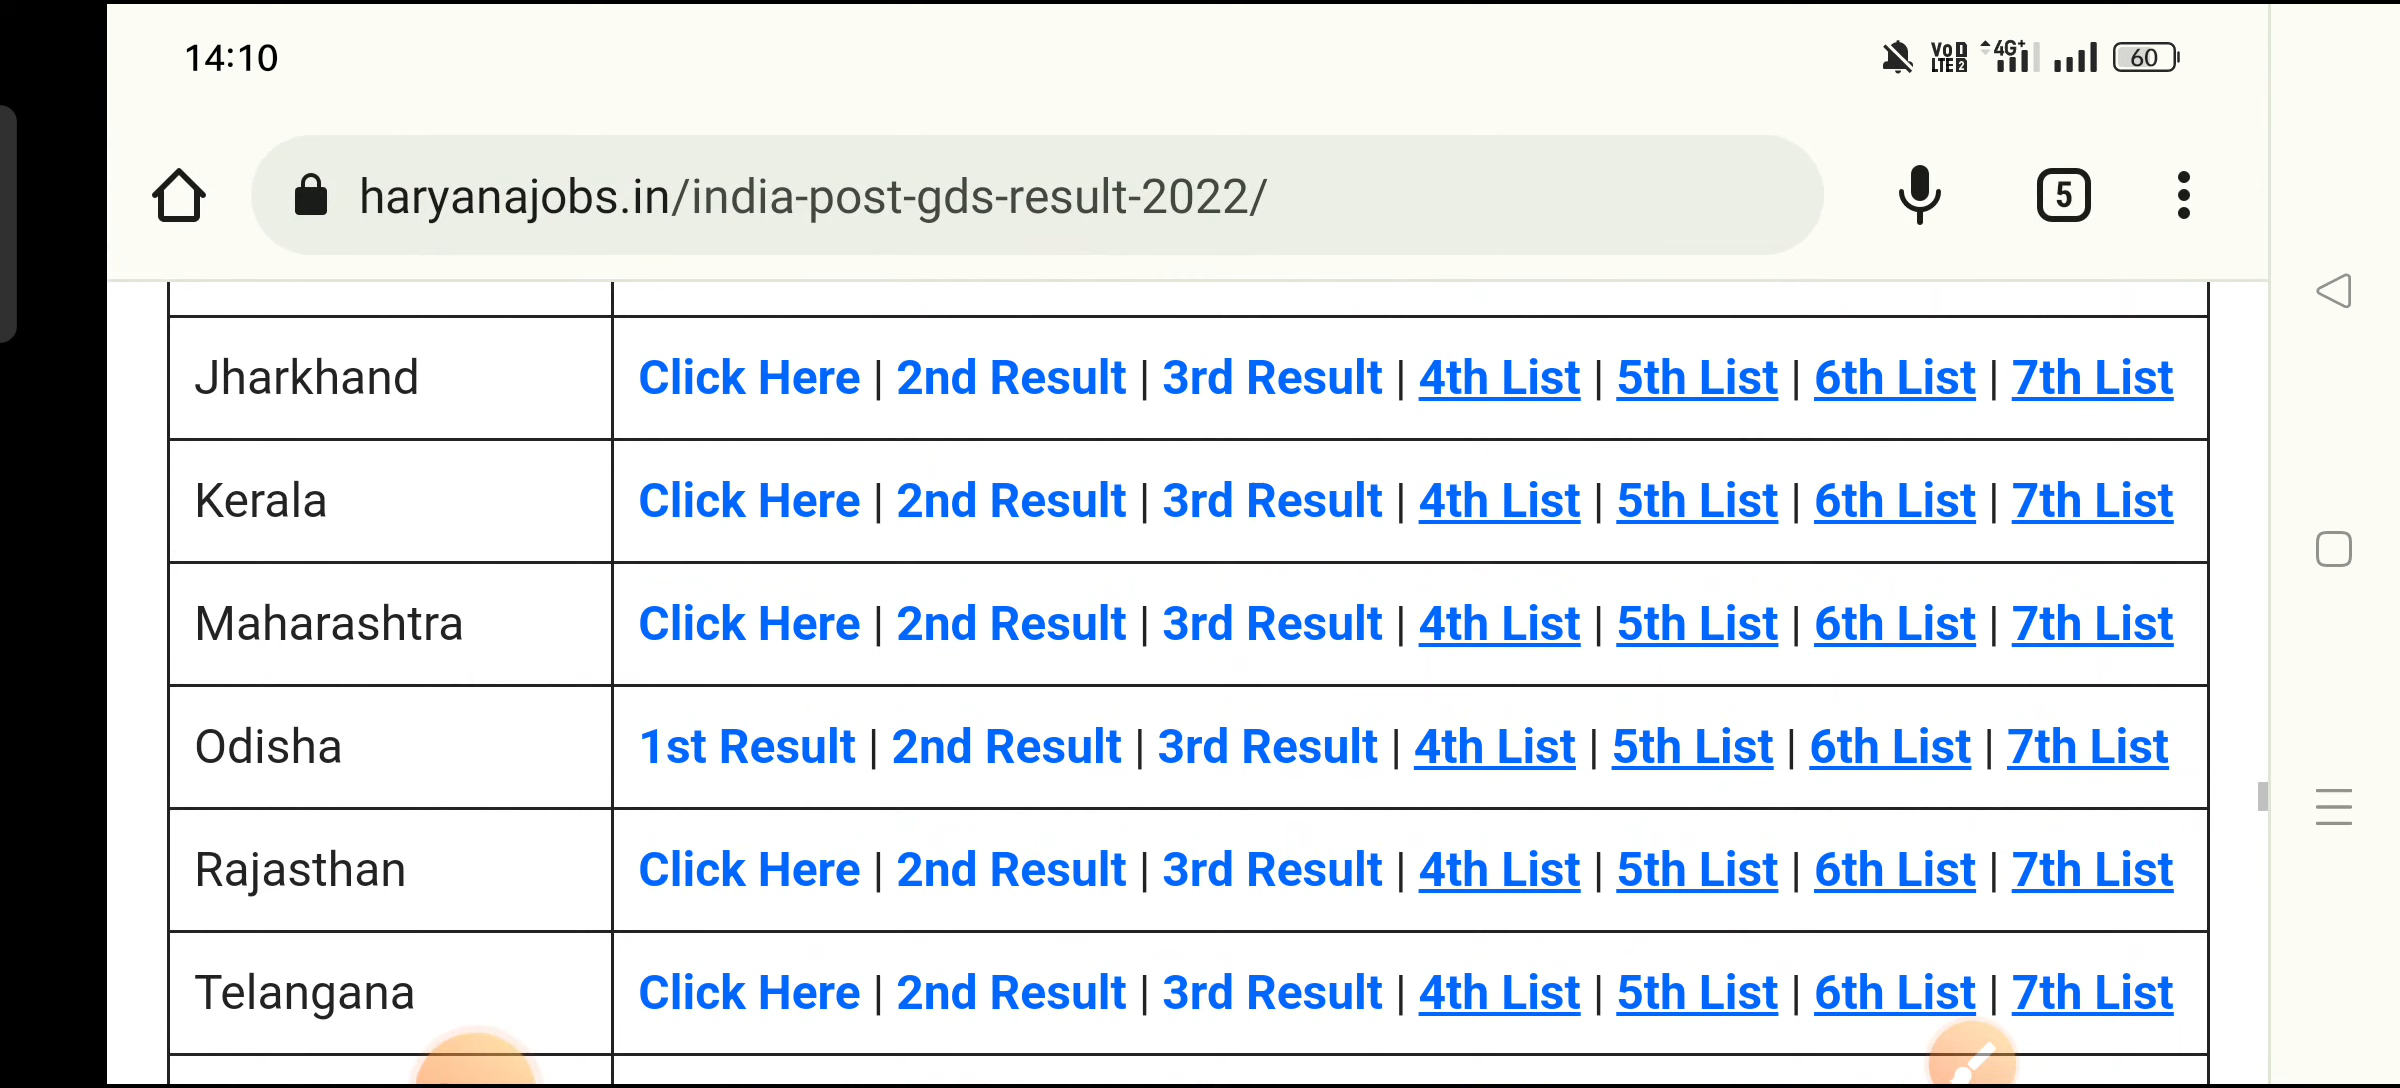 14:10 VoD LTE2 4G+ 60
haryanajobs.in/india-post-gds-result-2022/ 5
Jharkhand Click Here | 2nd Result | 3rd Result | 4th List | 5th List | 6th List | 7th List
Kerala Click Here | 2nd Result | 3rd Result | 4th List | 5th List | 6th List | 7th List
Maharashtra Click Here | 2nd Result | 3rd Result | 4th List | 5th List | 6th List | 7th List
Odisha 1st Result | 2nd Result | 3rd Result | 4th List | 5th List | 6th List | 7th List
Rajasthan Click Here | 2nd Result | 3rd Result | 4th List | 5th List | 6th List | 7th List
Telangana Click Here | 2nd Result | 3rd Result | 4th List | 5th List | 6th List | 7th List